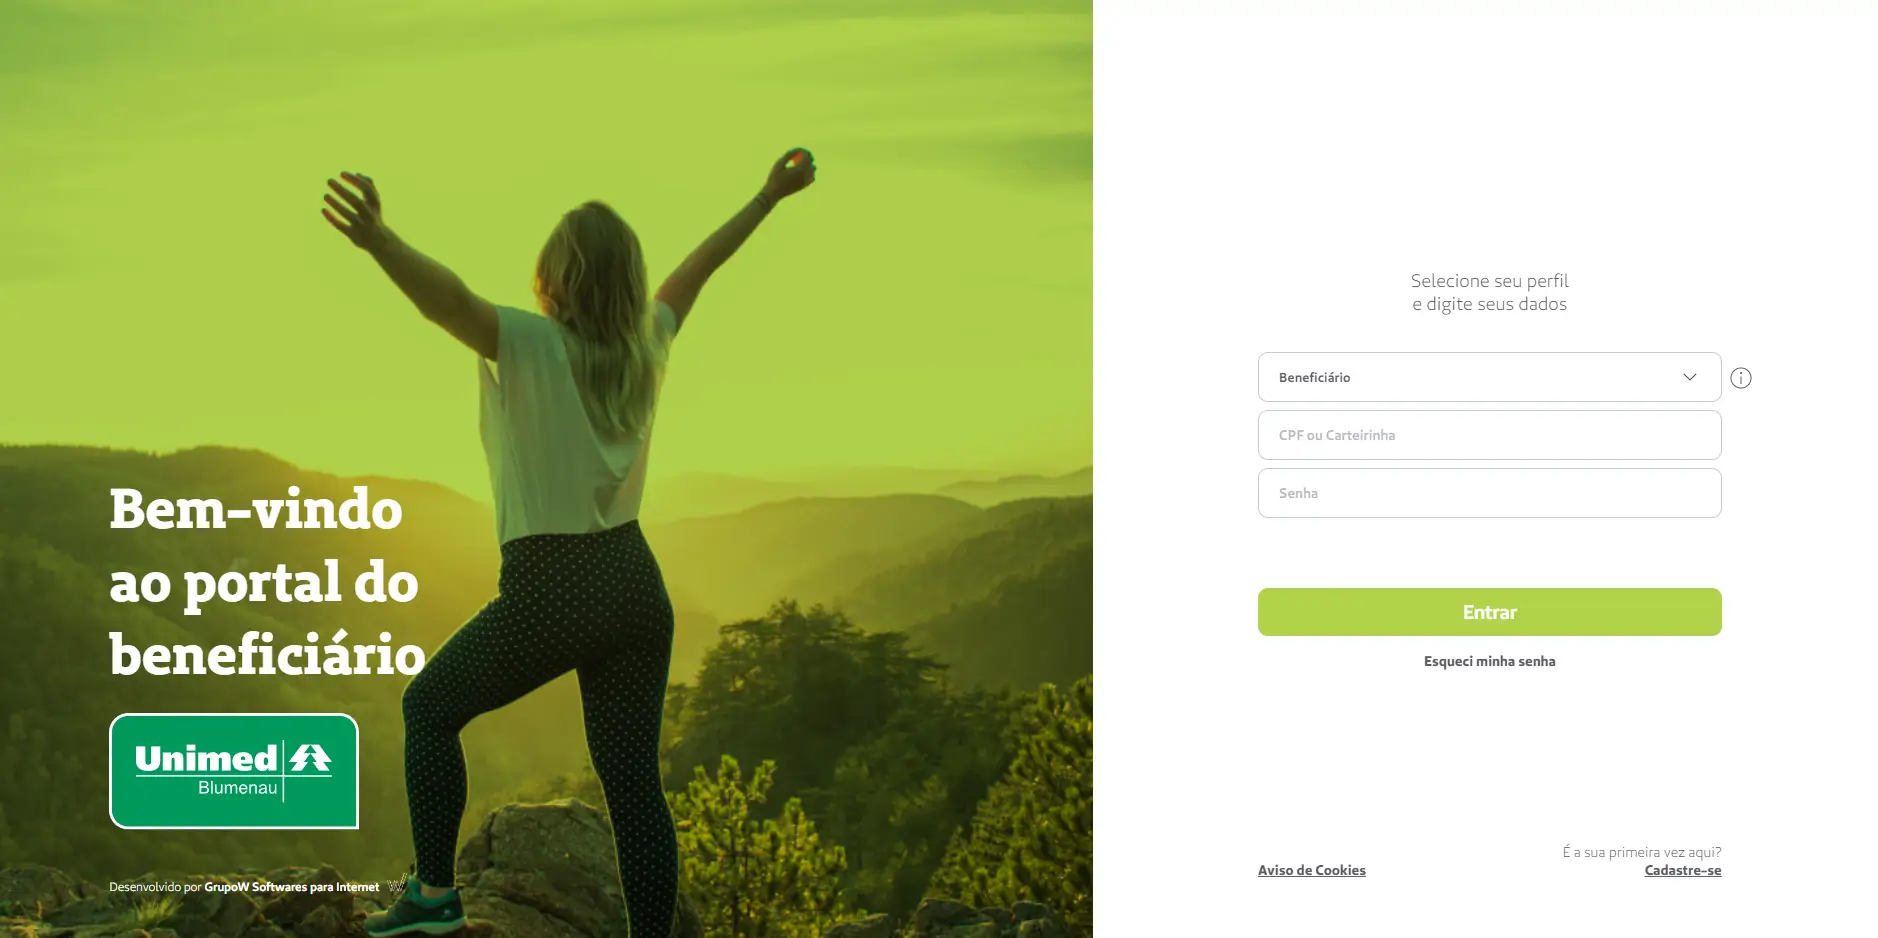 Bem-vindo
ao portal do
beneficiário
Unimed
Blumenau
Desenvolvido por GrupoW Softwares para Internet
Selecione seu perfil
e digite seus dados
Beneficiário
CPF ou Carteirinha
Senha
Entrar
Esqueci minha senha
É a sua primeira vez aqui?
Aviso de Cookies
Cadastre-se